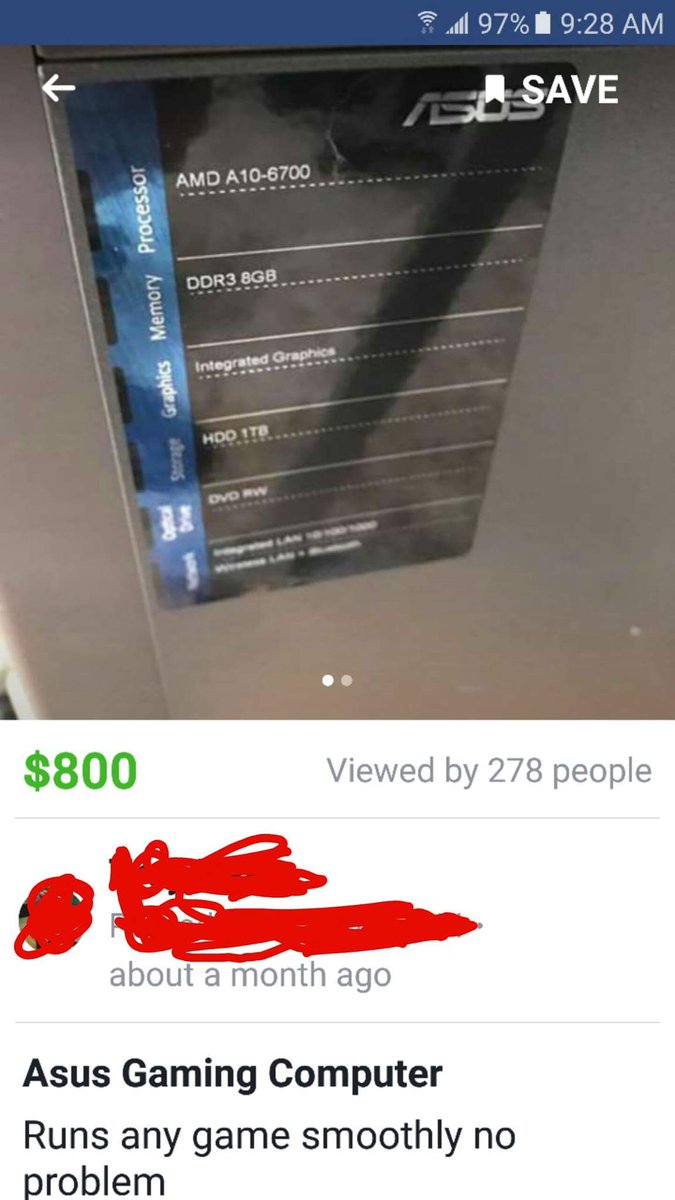 97% 9:28 AM
ASUS SAVE
Processor AMD A10-6700
Memory DDR3 8GB
Graphics Integrated Graphics
Storage HDD 1TB
Optical Drive DVD RW
Network Integrated LAN 10/100/1000
Wireless LAN + Bluetooth
$800 Viewed by 278 people
about a month ago
Asus Gaming Computer
Runs any game smoothly no
problem